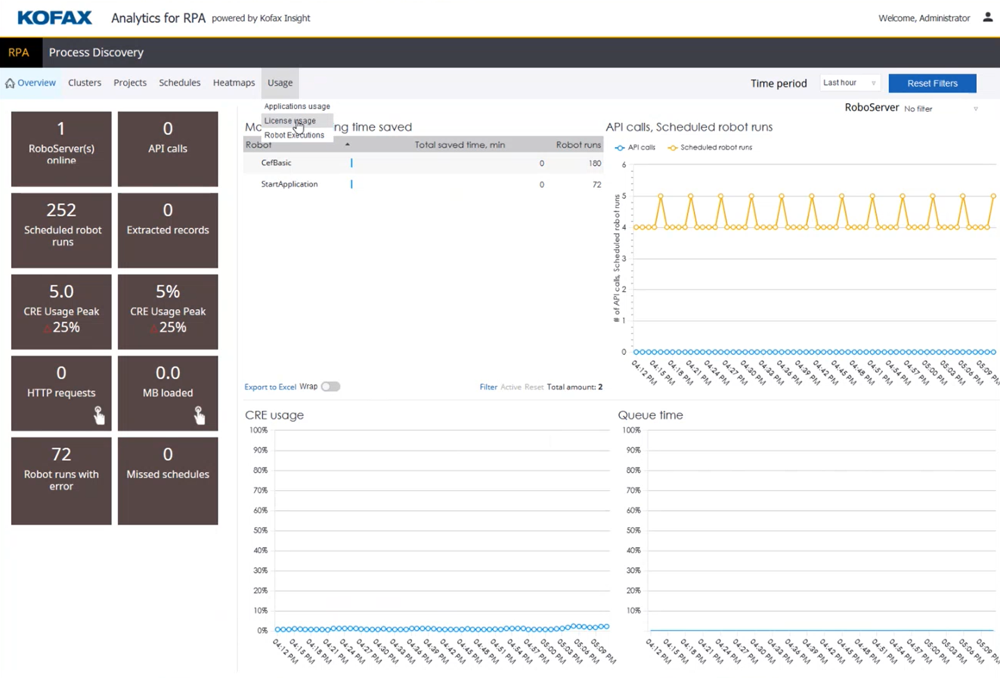 KOFAX Analytics for RPA powered by Kofax Insight
Welcome, Administrator
RPA Process Discovery
Overview Clusters Projects Schedules Heatmaps Usage
Time period Last hour Reset Filters
Applications usage
License usage
Robot Executions
RoboServer No filter
1
RoboServer(s)
online
0
API calls
252
Scheduled robot
runs
0
Extracted records
5.0
CRE Usage Peak
△25%
5%
CRE Usage Peak
△25%
0
HTTP requests
0.0
MB loaded
72
Robot runs with
error
0
Missed schedules
ng time saved
Robot Total saved time, min Robot runs
CefBasic 0 180
StartApplication 0 72
Export to Excel Wrap
Filter Active Reset Total amount: 2
API calls, Scheduled robot runs
API calls Scheduled robot runs
# of API calls, Scheduled robot runs
6
5
4
3
2
1
0
04:12 PM 04:15 PM 04:18 PM 04:21 PM 04:24 PM 04:27 PM 04:30 PM 04:33 PM 04:36 PM 04:39 PM 04:42 PM 04:45 PM 04:48 PM 04:51 PM 04:54 PM 04:57 PM 05:00 PM 05:03 PM 05:06 PM 05:09 PM
CRE usage
100%
90%
80%
70%
60%
50%
40%
30%
20%
10%
0%
04:12 PM 04:15 PM 04:18 PM 04:21 PM 04:24 PM 04:27 PM 04:30 PM 04:33 PM 04:36 PM 04:39 PM 04:42 PM 04:45 PM 04:48 PM 04:51 PM 04:54 PM 04:57 PM 05:00 PM 05:03 PM 05:06 PM 05:09 PM
Queue time
100%
90%
80%
70%
60%
50%
40%
30%
20%
10%
04:12 PM 04:15 PM 04:18 PM 04:21 PM 04:24 PM 04:27 PM 04:30 PM 04:33 PM 04:36 PM 04:39 PM 04:42 PM 04:45 PM 04:48 PM 04:51 PM 04:54 PM 04:57 PM 05:00 PM 05:03 PM 05:06 PM 05:09 PM